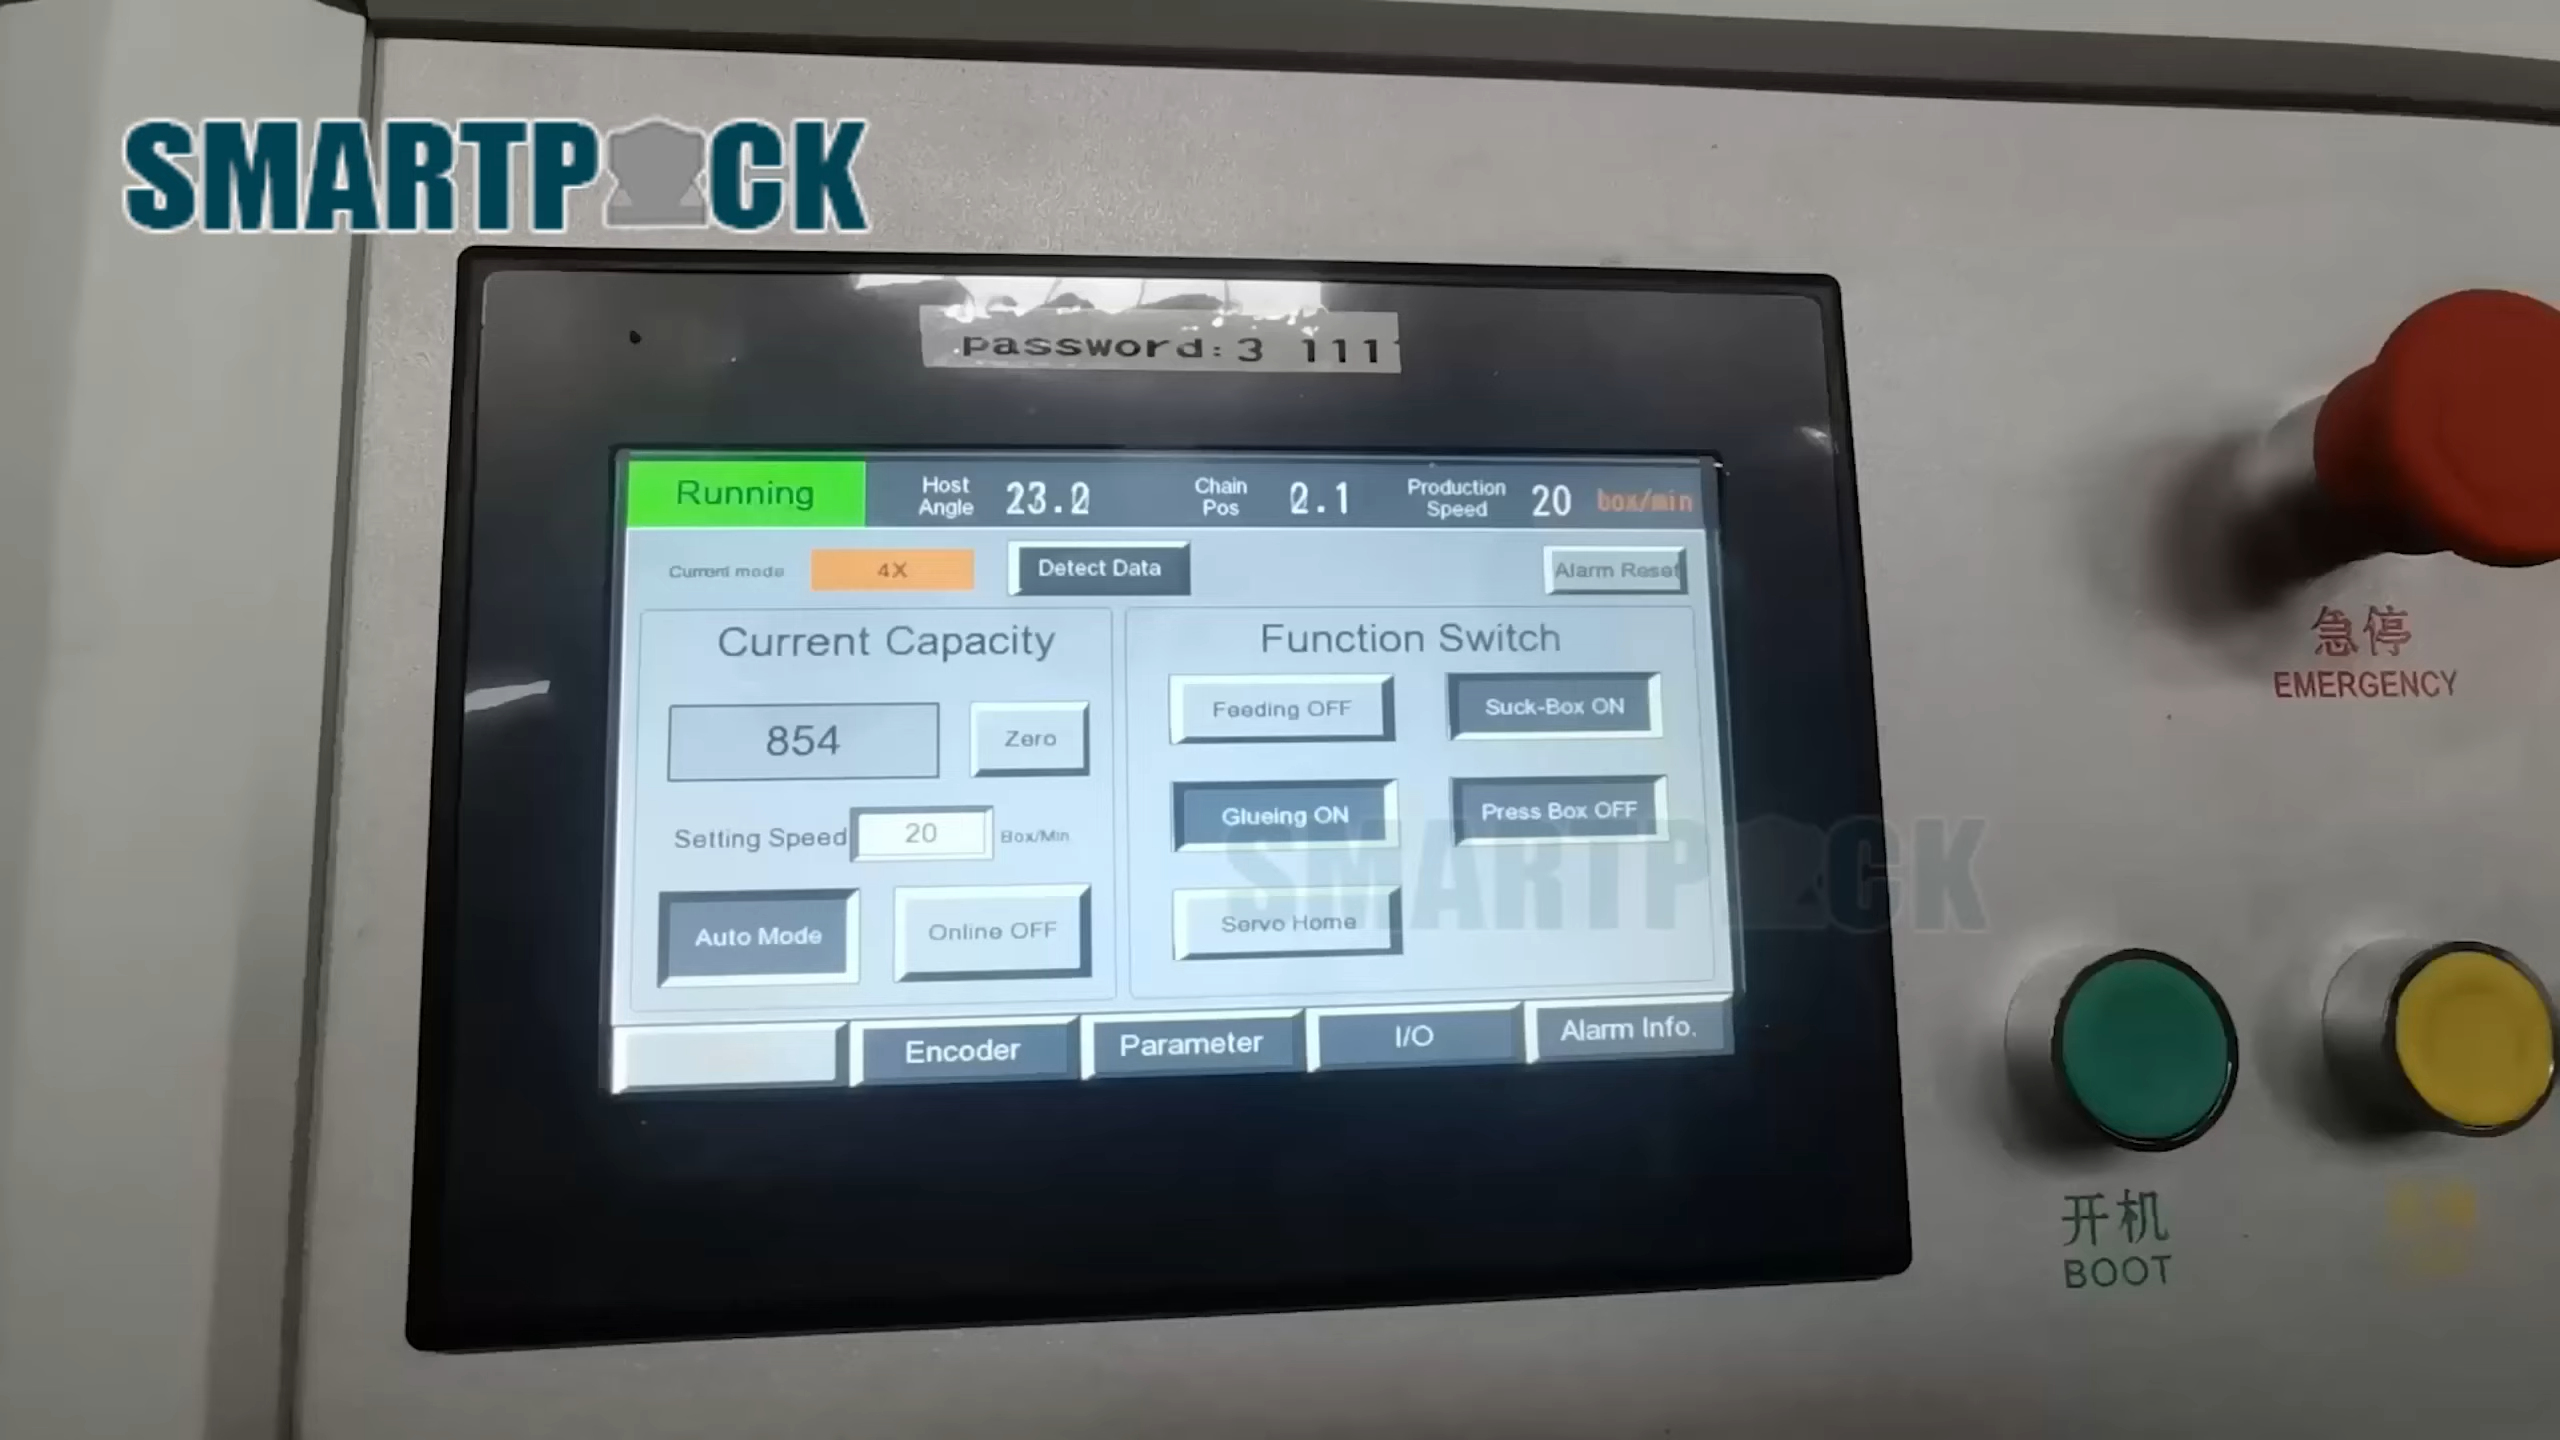 SMARTPACK
password:3 111
Running
Host Angle 23.0
Chain Pos 0.1
Production Speed 20 box/min
Current mode 4X
Detect Data
Alarm Reset
Current Capacity
854
Zero
Setting Speed 20 Box/Min
Auto Mode
Online OFF
Function Switch
Feeding OFF
Suck-Box ON
Glueing ON
Press Box OFF
Servo Home
SMARTPACK
Encoder
Parameter
I/O
Alarm Info.
急停
EMERGENCY
开机
BOOT